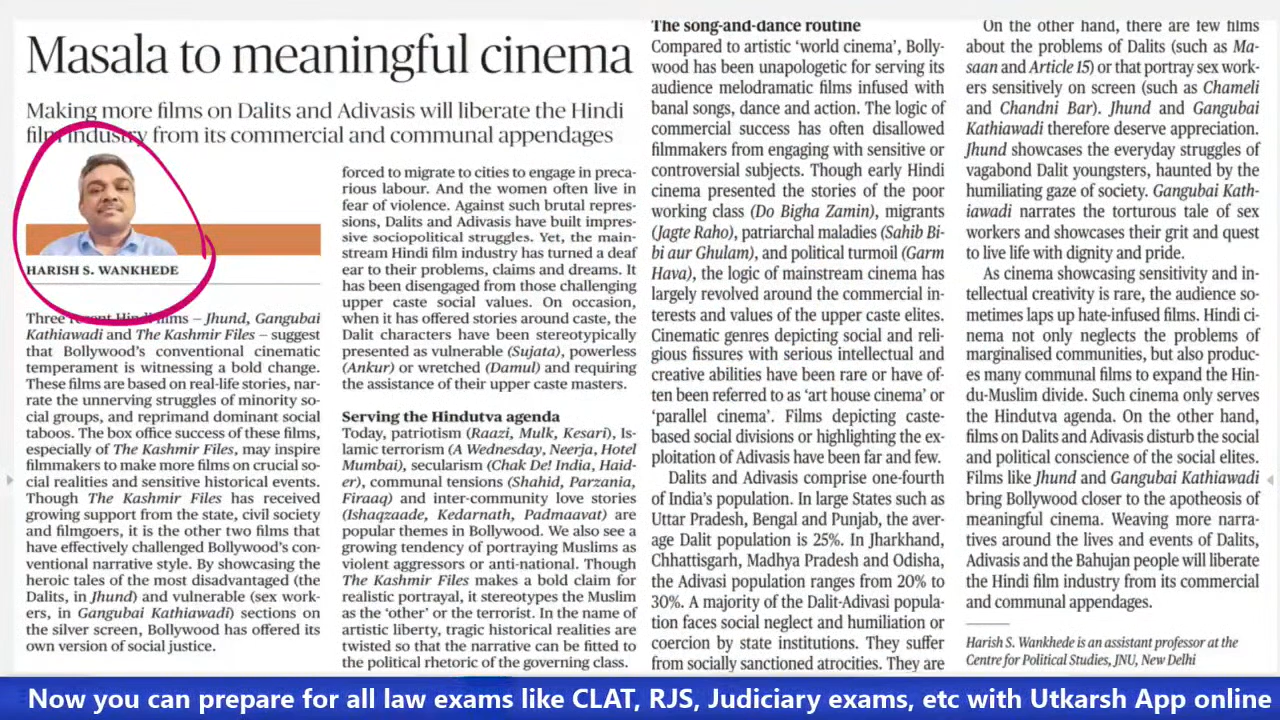 Masala to meaningful cinema
Making more films on Dalits and Adivasis will liberate the Hindi
film industry from its commercial and communal appendages
HARISH S. WANKHEDE
Three recent Hindi films – Jhund, Gangubai
Kathiawadi and The Kashmir Files – suggest
that Bollywood's conventional cinematic
temperament is witnessing a bold change.
These films are based on real-life stories, nar-
rate the unnerving struggles of minority so-
cial groups, and reprimand dominant social
taboos. The box office success of these films,
especially of The Kashmir Files, may inspire
filmmakers to make more films on crucial so-
cial realities and sensitive historical events.
Though The Kashmir Files has received
growing support from the state, civil society
and filmgoers, it is the other two films that
have effectively challenged Bollywood's con-
ventional narrative style. By showcasing the
heroic tales of the most disadvantaged (the
Dalits, in Jhund) and vulnerable (sex work-
ers, in Gangubai Kathiawadi) sections on
the silver screen, Bollywood has offered its
own version of social justice.
The song-and-dance routine
Compared to artistic 'world cinema', Bolly-
wood has been unapologetic for serving its
audience melodramatic films infused with
banal songs, dance and action. The logic of
commercial success has often disallowed
filmmakers from engaging with sensitive or
controversial subjects. Though early Hindi
cinema presented the stories of the poor
working class (Do Bigha Zamin), migrants
(Jagte Raho), patriarchal maladies (Sahib Bi-
bi aur Ghulam), and political turmoil (Garm
Hava), the logic of mainstream cinema has
largely revolved around the commercial in-
terests and values of the upper caste elites.
Cinematic genres depicting social and reli-
gious fissures with serious intellectual and
creative abilities have been rare or have of-
ten been referred to as 'art house cinema' or
'parallel cinema'. Films depicting caste-
based social divisions or highlighting the ex-
ploitation of Adivasis have been far and few.
Dalits and Adivasis comprise one-fourth
of India's population. In large States such as
Uttar Pradesh, Bengal and Punjab, the aver-
age Dalit population is 25%. In Jharkhand,
Chhattisgarh, Madhya Pradesh and Odisha,
the Adivasi population ranges from 20% to
30%. A majority of the Dalit-Adivasi popula-
tion faces social neglect and humiliation or
coercion by state institutions. They suffer
from socially sanctioned atrocities. They are
forced to migrate to cities to engage in preca-
rious labour. And the women often live in
fear of violence. Against such brutal repres-
sions, Dalits and Adivasis have built impres-
sive sociopolitical struggles. Yet, the main-
stream Hindi film industry has turned a deaf
ear to their problems, claims and dreams. It
has been disengaged from those challenging
upper caste social values. On occasion,
when it has offered stories around caste, the
Dalit characters have been stereotypically
presented as vulnerable (Sujata), powerless
(Ankur) or wretched (Damul) and requiring
the assistance of their upper caste masters.
Serving the Hindutva agenda
Today, patriotism (Raazi, Mulk, Kesari), Is-
lamic terrorism (A Wednesday, Neerja, Hotel
Mumbai), secularism (Chak De! India, Haid-
er), communal tensions (Shahid, Parzania,
Firaaq) and inter-community love stories
(Ishaqzaade, Kedarnath, Padmaavat) are
popular themes in Bollywood. We also see a
growing tendency of portraying Muslims as
violent aggressors or anti-national. Though
The Kashmir Files makes a bold claim for
realistic portrayal, it stereotypes the Muslim
as the 'other' or the terrorist. In the name of
artistic liberty, tragic historical realities are
twisted so that the narrative can be fitted to
the political rhetoric of the governing class.
On the other hand, there are few films
about the problems of Dalits (such as Ma-
saan and Article 15) or that portray sex work-
ers sensitively on screen (such as Chameli
and Chandni Bar). Jhund and Gangubai
Kathiawadi therefore deserve appreciation.
Jhund showcases the everyday struggles of
vagabond Dalit youngsters, haunted by the
humiliating gaze of society. Gangubai Kath-
iawadi narrates the torturous tale of sex
workers and showcases their grit and quest
to live life with dignity and pride.
As cinema showcasing sensitivity and in-
tellectual creativity is rare, the audience so-
metimes laps up hate-infused films. Hindi ci-
nema not only neglects the problems of
marginalised communities, but also produc-
es many communal films to expand the Hin-
du-Muslim divide. Such cinema only serves
the Hindutva agenda. On the other hand,
films on Dalits and Adivasis disturb the social
and political conscience of the social elites.
Films like Jhund and Gangubai Kathiawadi
bring Bollywood closer to the apotheosis of
meaningful cinema. Weaving more narra-
tives around the lives and events of Dalits,
Adivasis and the Bahujan people will liberate
the Hindi film industry from its commercial
and communal appendages.
Harish S. Wankhede is an assistant professor at the
Centre for Political Studies, JNU, New Delhi
Now you can prepare for all law exams like CLAT, RJS, Judiciary exams, etc with Utkarsh App online